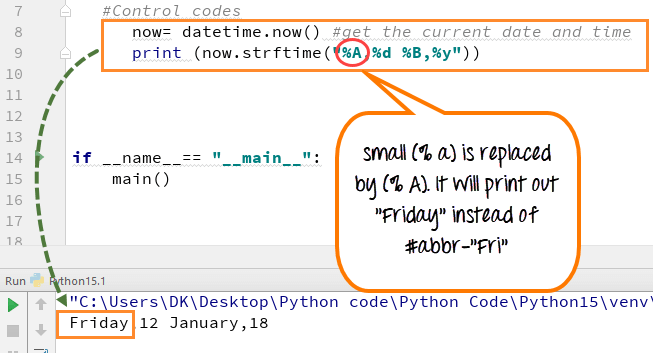 7 #Control codes
8 now= datetime.now() #get the current date and time
9 print (now.strftime("%A,%d %B,%y"))
10
11
12
13
14 if __name__== "__main__":
15 main()
16
17
18
small (% a) is replaced
by (% A). It will print out
"Friday" instead of
#abbr-"Fri"
Run Python15.1
"C:\Users\DK\Desktop\Python code\Python Code\Python15\venv\
Friday,12 January,18